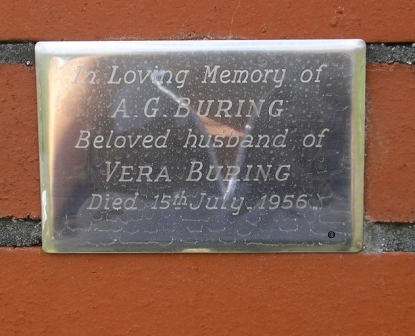 In Loving Memory of
A. G. BURING
Beloved husband of
VERA BURING
Died 15th July 1956